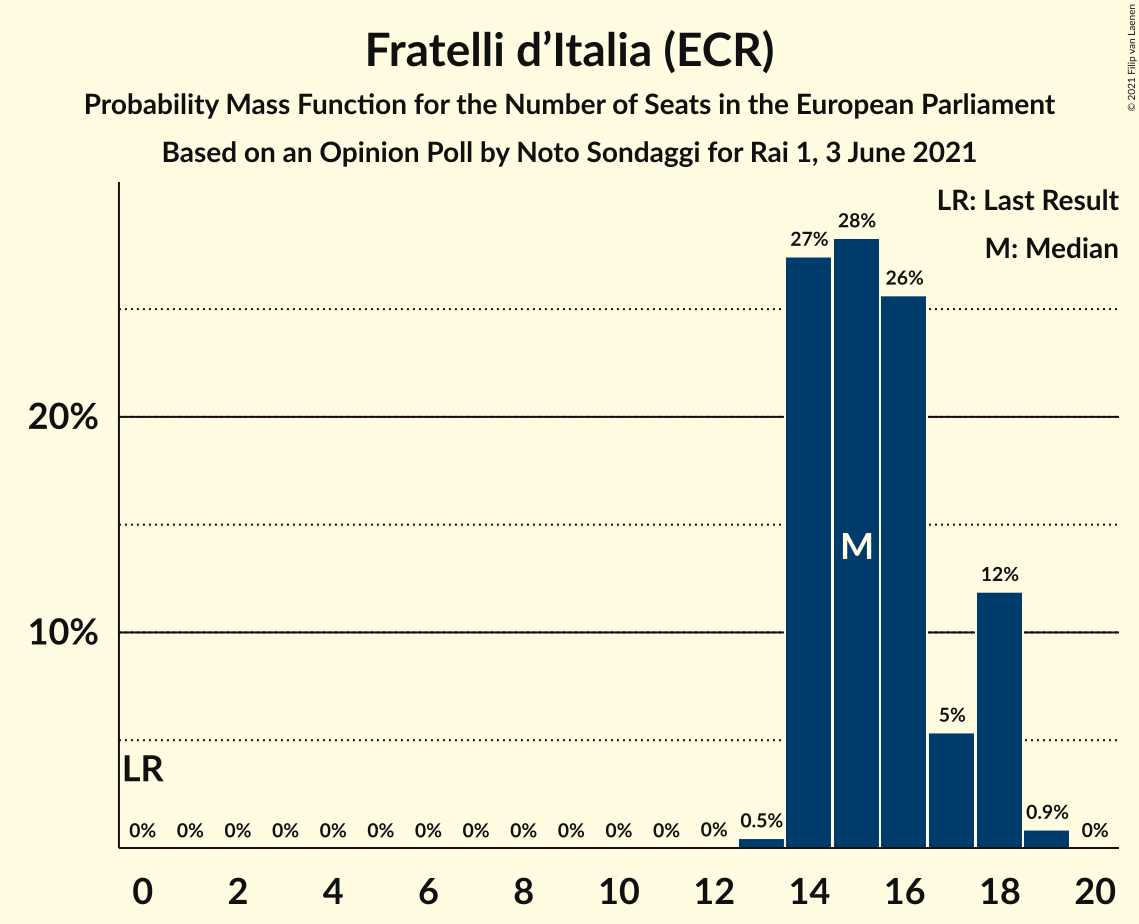 Fratelli d’Italia (ECR)
Probability Mass Function for the Number of Seats in the European Parliament
Based on an Opinion Poll by Noto Sondaggi for Rai 1, 3 June 2021
© 2021 Filip van Laenen
LR: Last Result
M: Median
28%
27%
26%
20%
M
12%
10%
5%
LR
0% 0% 0% 0% 0% 0% 0% 0% 0% 0% 0% 0% 0% 0.5% 0.9% 0%
0 2 4 6 8 10 12 14 16 18 20